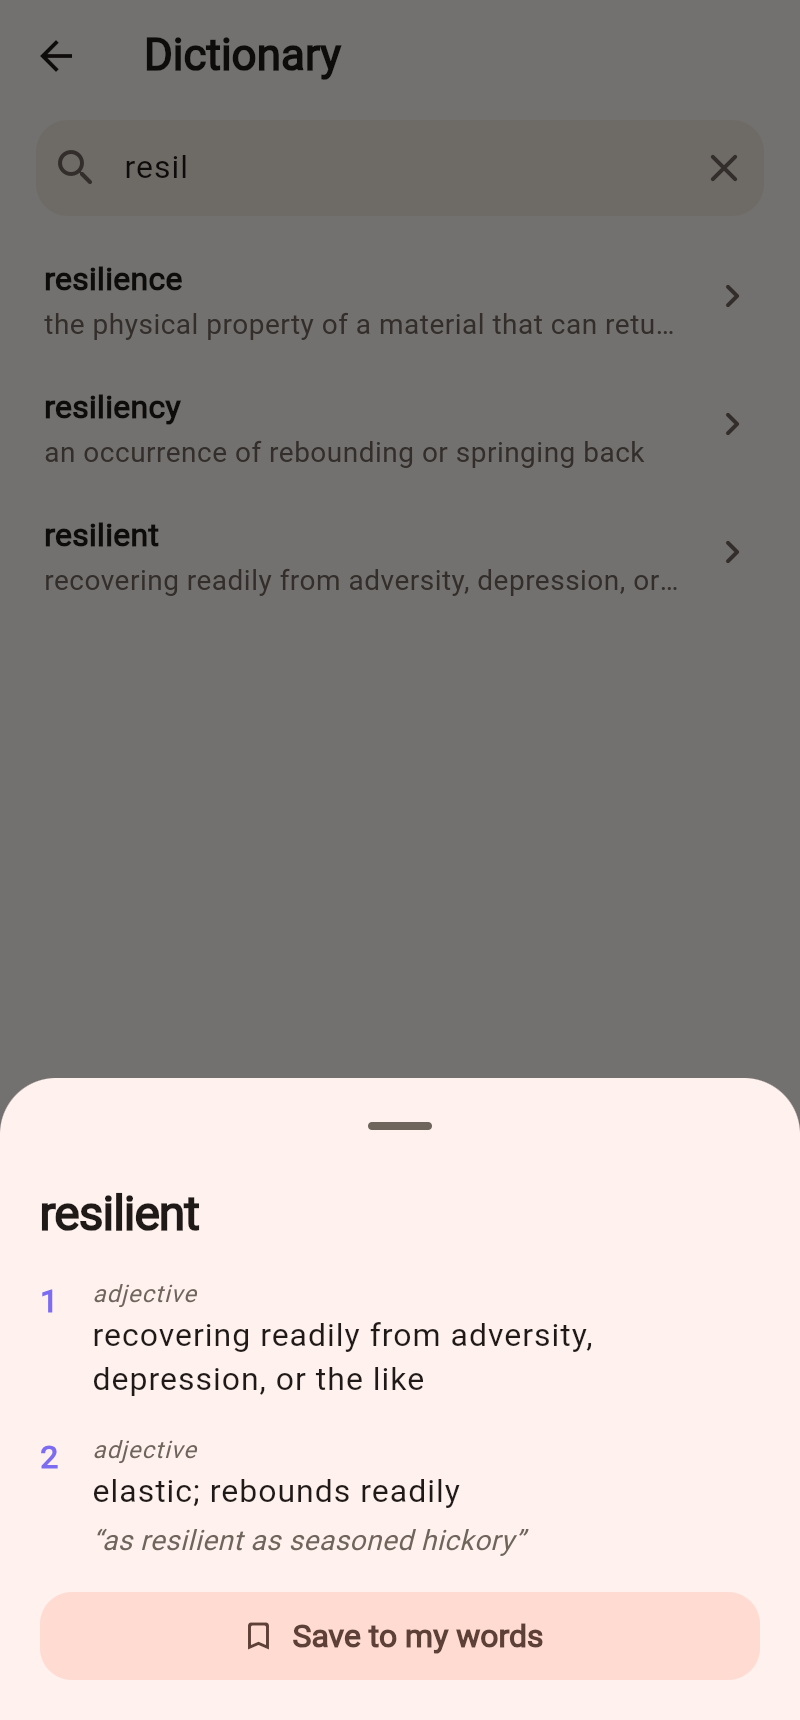 Dictionary
resil
resilience
the physical property of a material that can retu…
resiliency
an occurrence of rebounding or springing back
resilient
recovering readily from adversity, depression, or…
resilient
1 adjective
recovering readily from adversity,
depression, or the like
2 adjective
elastic; rebounds readily
“as resilient as seasoned hickory”
Save to my words